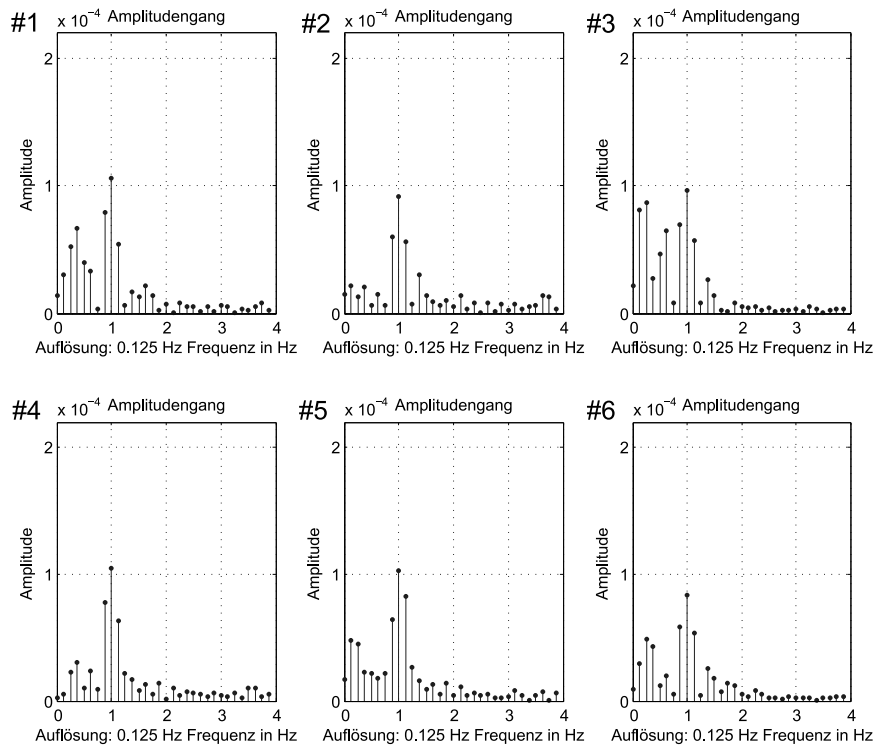 #1 x 10⁻⁴ Amplitudengang
2
1
0
Amplitude
0 1 2 3 4
Auflösung: 0.125 Hz Frequenz in Hz
#2 x 10⁻⁴ Amplitudengang
2
1
0
Amplitude
0 1 2 3 4
Auflösung: 0.125 Hz Frequenz in Hz
#3 x 10⁻⁴ Amplitudengang
2
1
0
Amplitude
0 1 2 3 4
Auflösung: 0.125 Hz Frequenz in Hz
#4 x 10⁻⁴ Amplitudengang
2
1
0
Amplitude
0 1 2 3 4
Auflösung: 0.125 Hz Frequenz in Hz
#5 x 10⁻⁴ Amplitudengang
2
1
0
Amplitude
0 1 2 3 4
Auflösung: 0.125 Hz Frequenz in Hz
#6 x 10⁻⁴ Amplitudengang
2
1
0
Amplitude
0 1 2 3 4
Auflösung: 0.125 Hz Frequenz in Hz